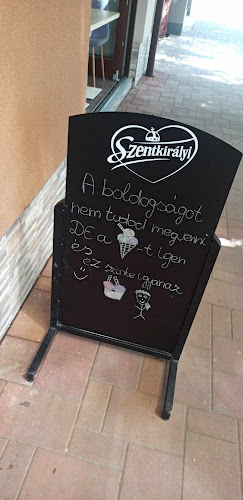 Szentkirályi
A boldogságot
nem tudod megvenni
DE a -t igen
és
ez szinte ugyanaz